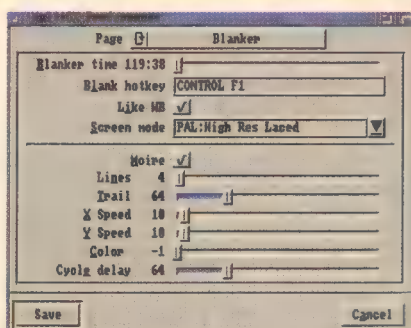 Page Blanker
Blanker time 119:38
Blank hotkey CONTROL F1
Like WB
Screen mode PAL:High Res Laced
Moire
Lines 4
Trail 64
X Speed 10
Y Speed 10
Color -1
Cycle delay 64
Save Cancel